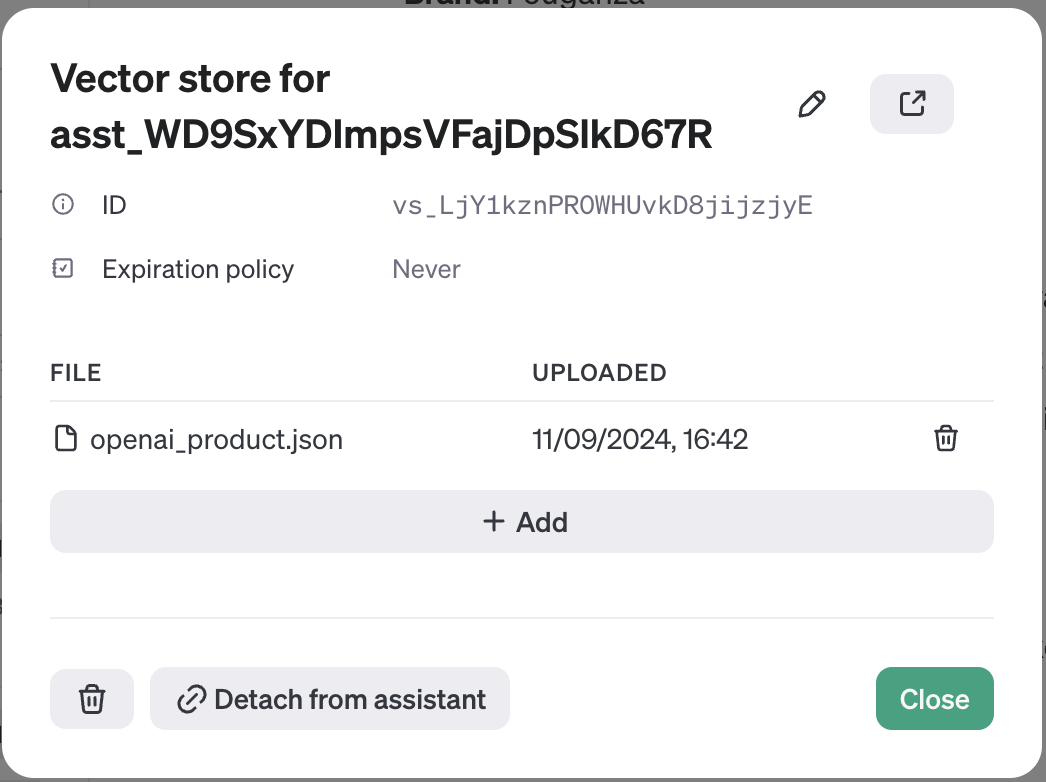 Vector store for
asst_WD9SxYDImpsVFajDpSlkD67R
ID vs_LjY1kznPROWHUvkD8jijzjyE
Expiration policy Never
FILE UPLOADED
openai_product.json 11/09/2024, 16:42
+ Add
Detach from assistant Close